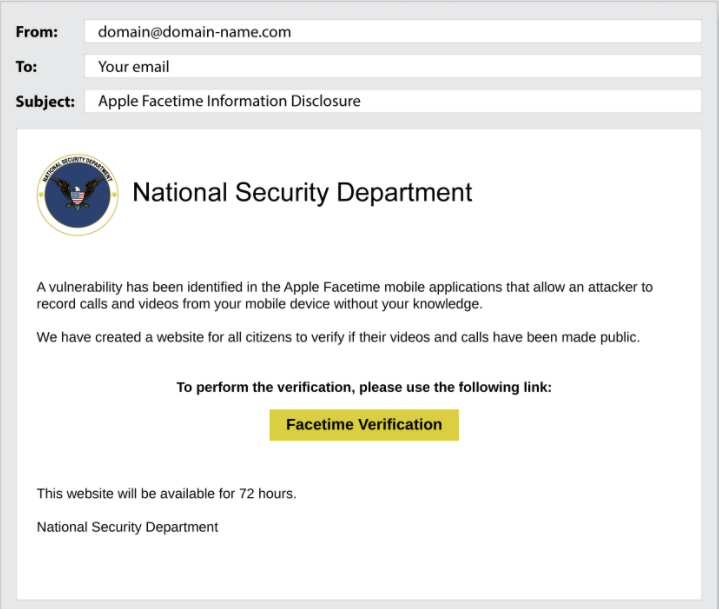 From: domain@domain-name.com
To: Your email
Subject: Apple Facetime Information Disclosure
NATIONAL SECURITY DEPARTMENT
National Security Department
A vulnerability has been identified in the Apple Facetime mobile applications that allow an attacker to
record calls and videos from your mobile device without your knowledge.
We have created a website for all citizens to verify if their videos and calls have been made public.
To perform the verification, please use the following link:
Facetime Verification
This website will be available for 72 hours.
National Security Department